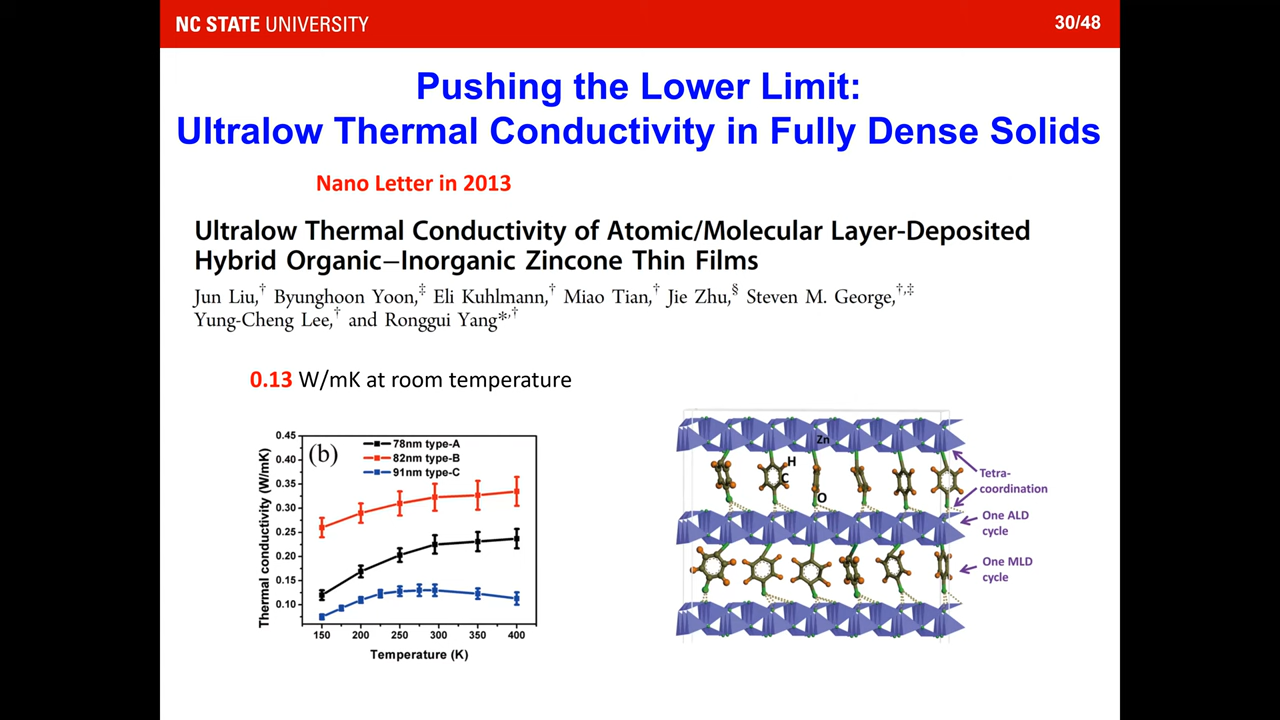 NC STATE UNIVERSITY
30/48
Pushing the Lower Limit:
Ultralow Thermal Conductivity in Fully Dense Solids
Nano Letter in 2013
Ultralow Thermal Conductivity of Atomic/Molecular Layer-Deposited
Hybrid Organic−Inorganic Zincone Thin Films
Jun Liu,† Byunghoon Yoon,‡ Eli Kuhlmann,† Miao Tian,† Jie Zhu,§ Steven M. George,†,‡
Yung-Cheng Lee,† and Ronggui Yang*,†
0.13 W/mK at room temperature
(b)
78nm type-A
82nm type-B
91nm type-C
Thermal conductivity (W/mK)
0.45
0.40
0.35
0.30
0.25
0.20
0.15
0.10
150 200 250 300 350 400
Temperature (K)
Zn
H
C
O
Tetra-
coordination
One ALD
cycle
One MLD
cycle